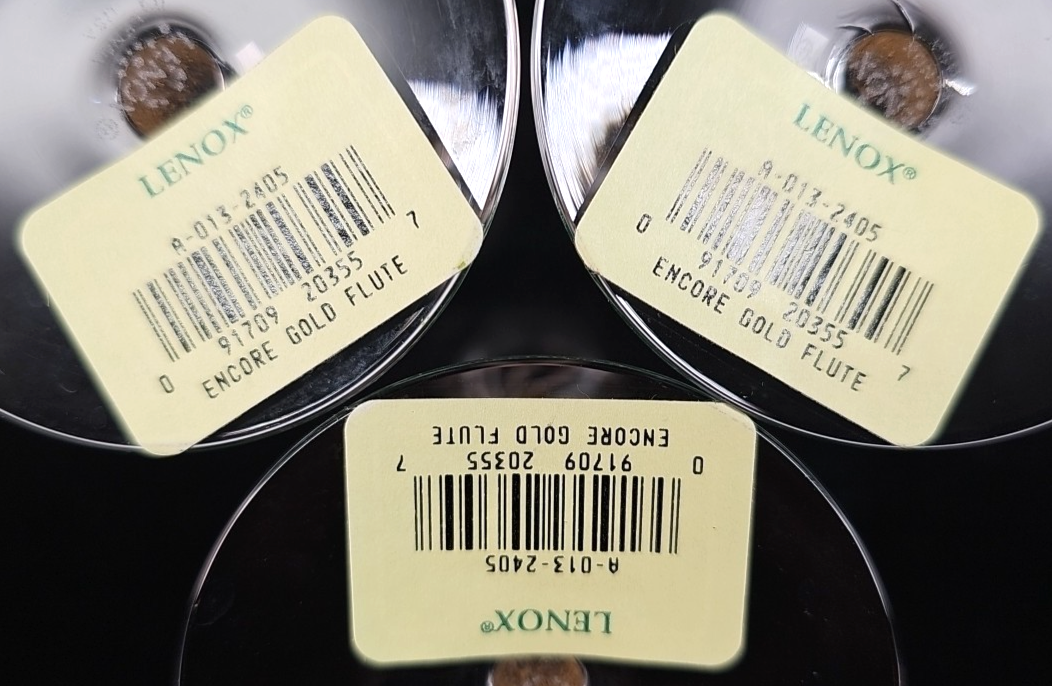 LENOX®
A-013-2405
0 91709 20355 7
ENCORE GOLD FLUTE
LENOX®
A-013-2405
0 91709 20355 7
ENCORE GOLD FLUTE
LENOX®
A-013-2405
0 91709 20355 7
ENCORE GOLD FLUTE